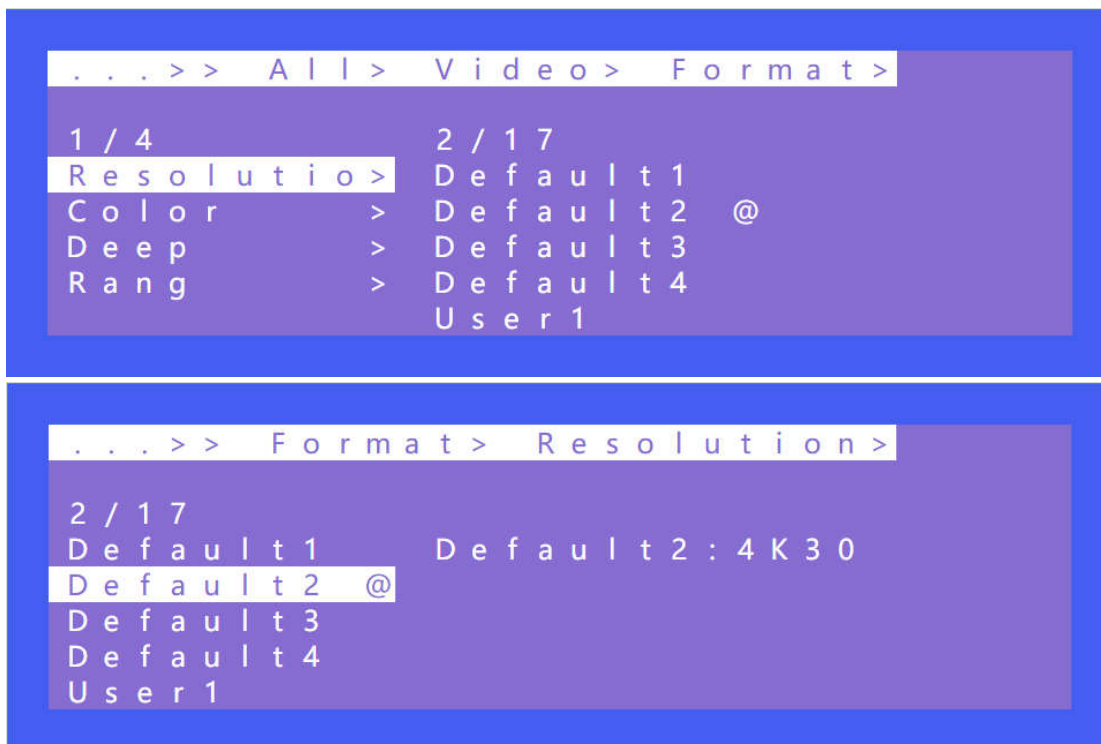 ...>> All> Video> Format>
1/4 2/17
Resolutio> Default1
Color > Default2 @
Deep > Default3
Rang > Default4
User1
...>> Format> Resolution>
2/17
Default1 Default2:4K30
Default2 @
Default3
Default4
User1